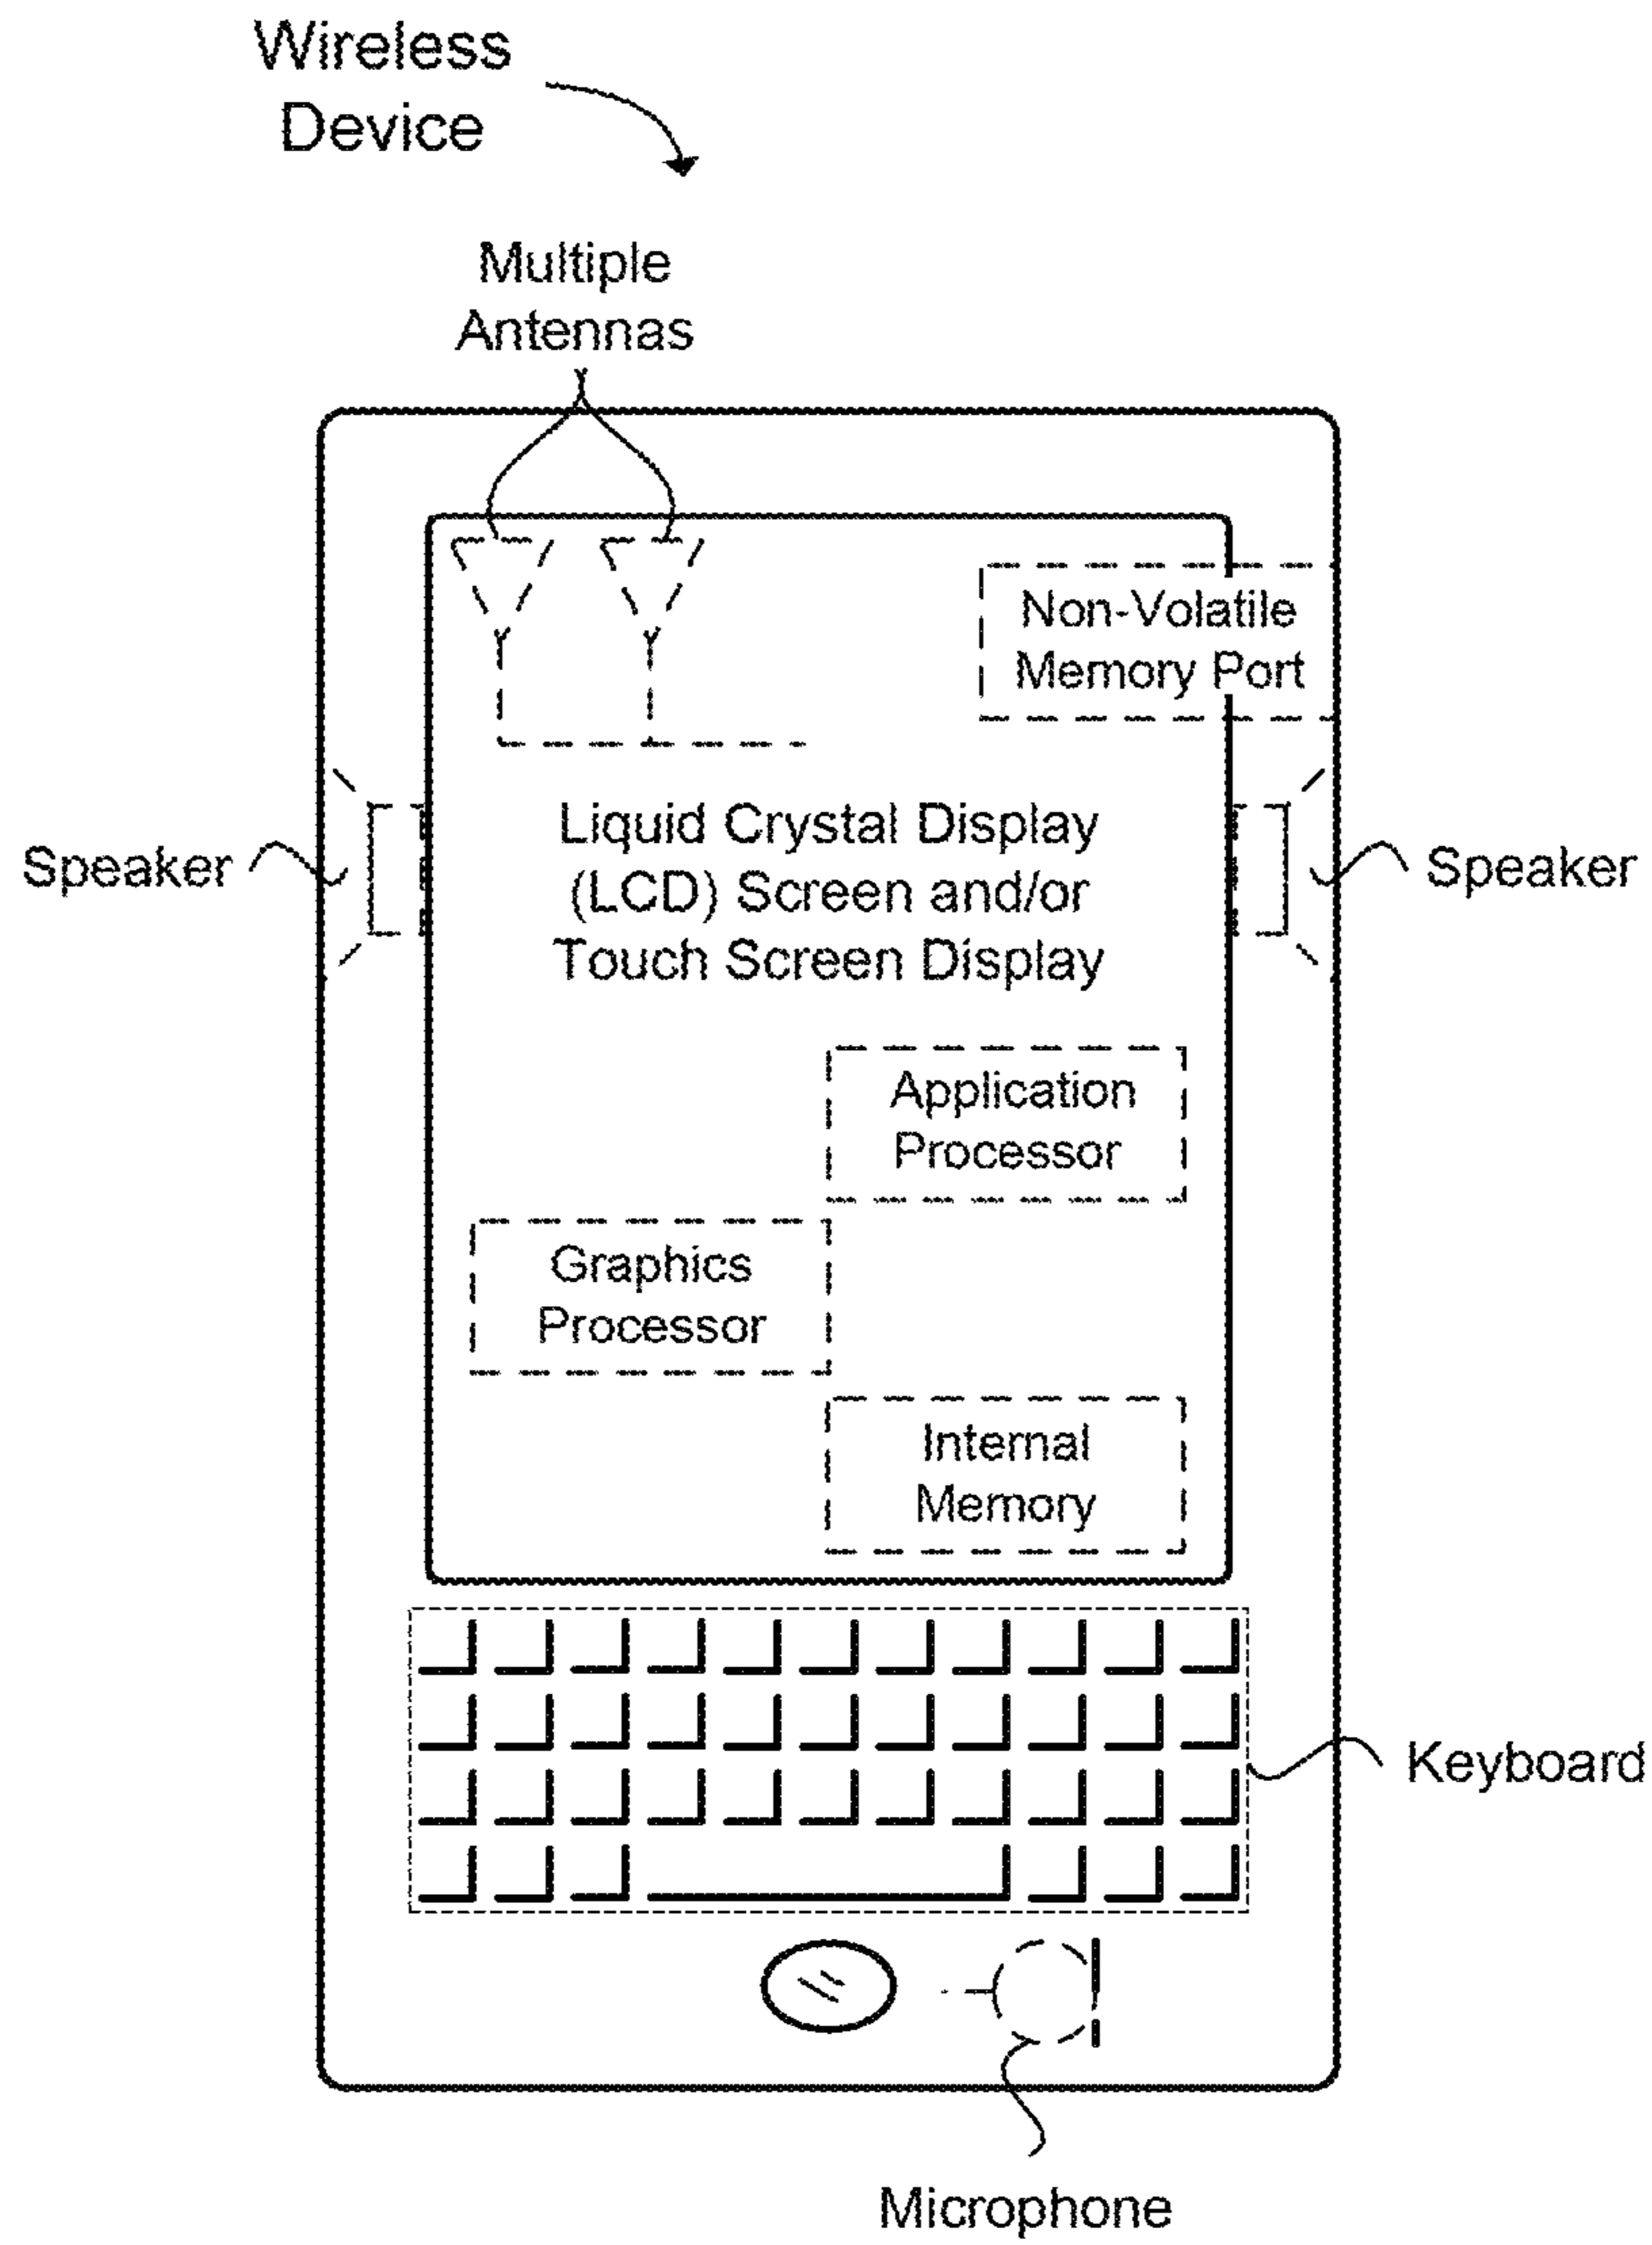 Wireless
Device
Multiple
Antennas
Non-Volatile
Memory Port
Speaker
Liquid Crystal Display
(LCD) Screen and/or
Touch Screen Display
Speaker
Application
Processor
Graphics
Processor
Internal
Memory
Keyboard
Microphone